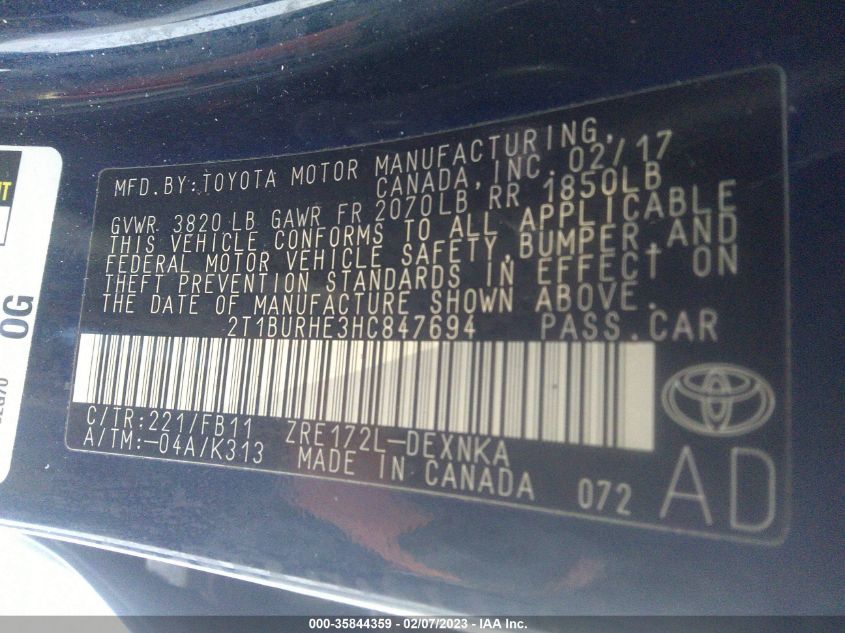 MFD.BY:TOYOTA MOTOR MANUFACTURING,
CANADA, INC. 02/17
GVWR 3820 LB GAWR FR 2070LB RR 1850LB
THIS VEHICLE CONFORMS TO ALL APPLICABLE
FEDERAL MOTOR VEHICLE SAFETY,BUMPER,AND
THEFT PREVENTION STANDARDS IN EFFECT ON
THE DATE OF MANUFACTURE SHOWN ABOVE.
2T1BURHE3HC847694 PASS.CAR
C/TR:221/FB11 ZRE172L-DEXNKA
A/TM:-04A/K313 MADE IN CANADA 072 AD
OG
000-35844359 - 02/07/2023 - IAA Inc.